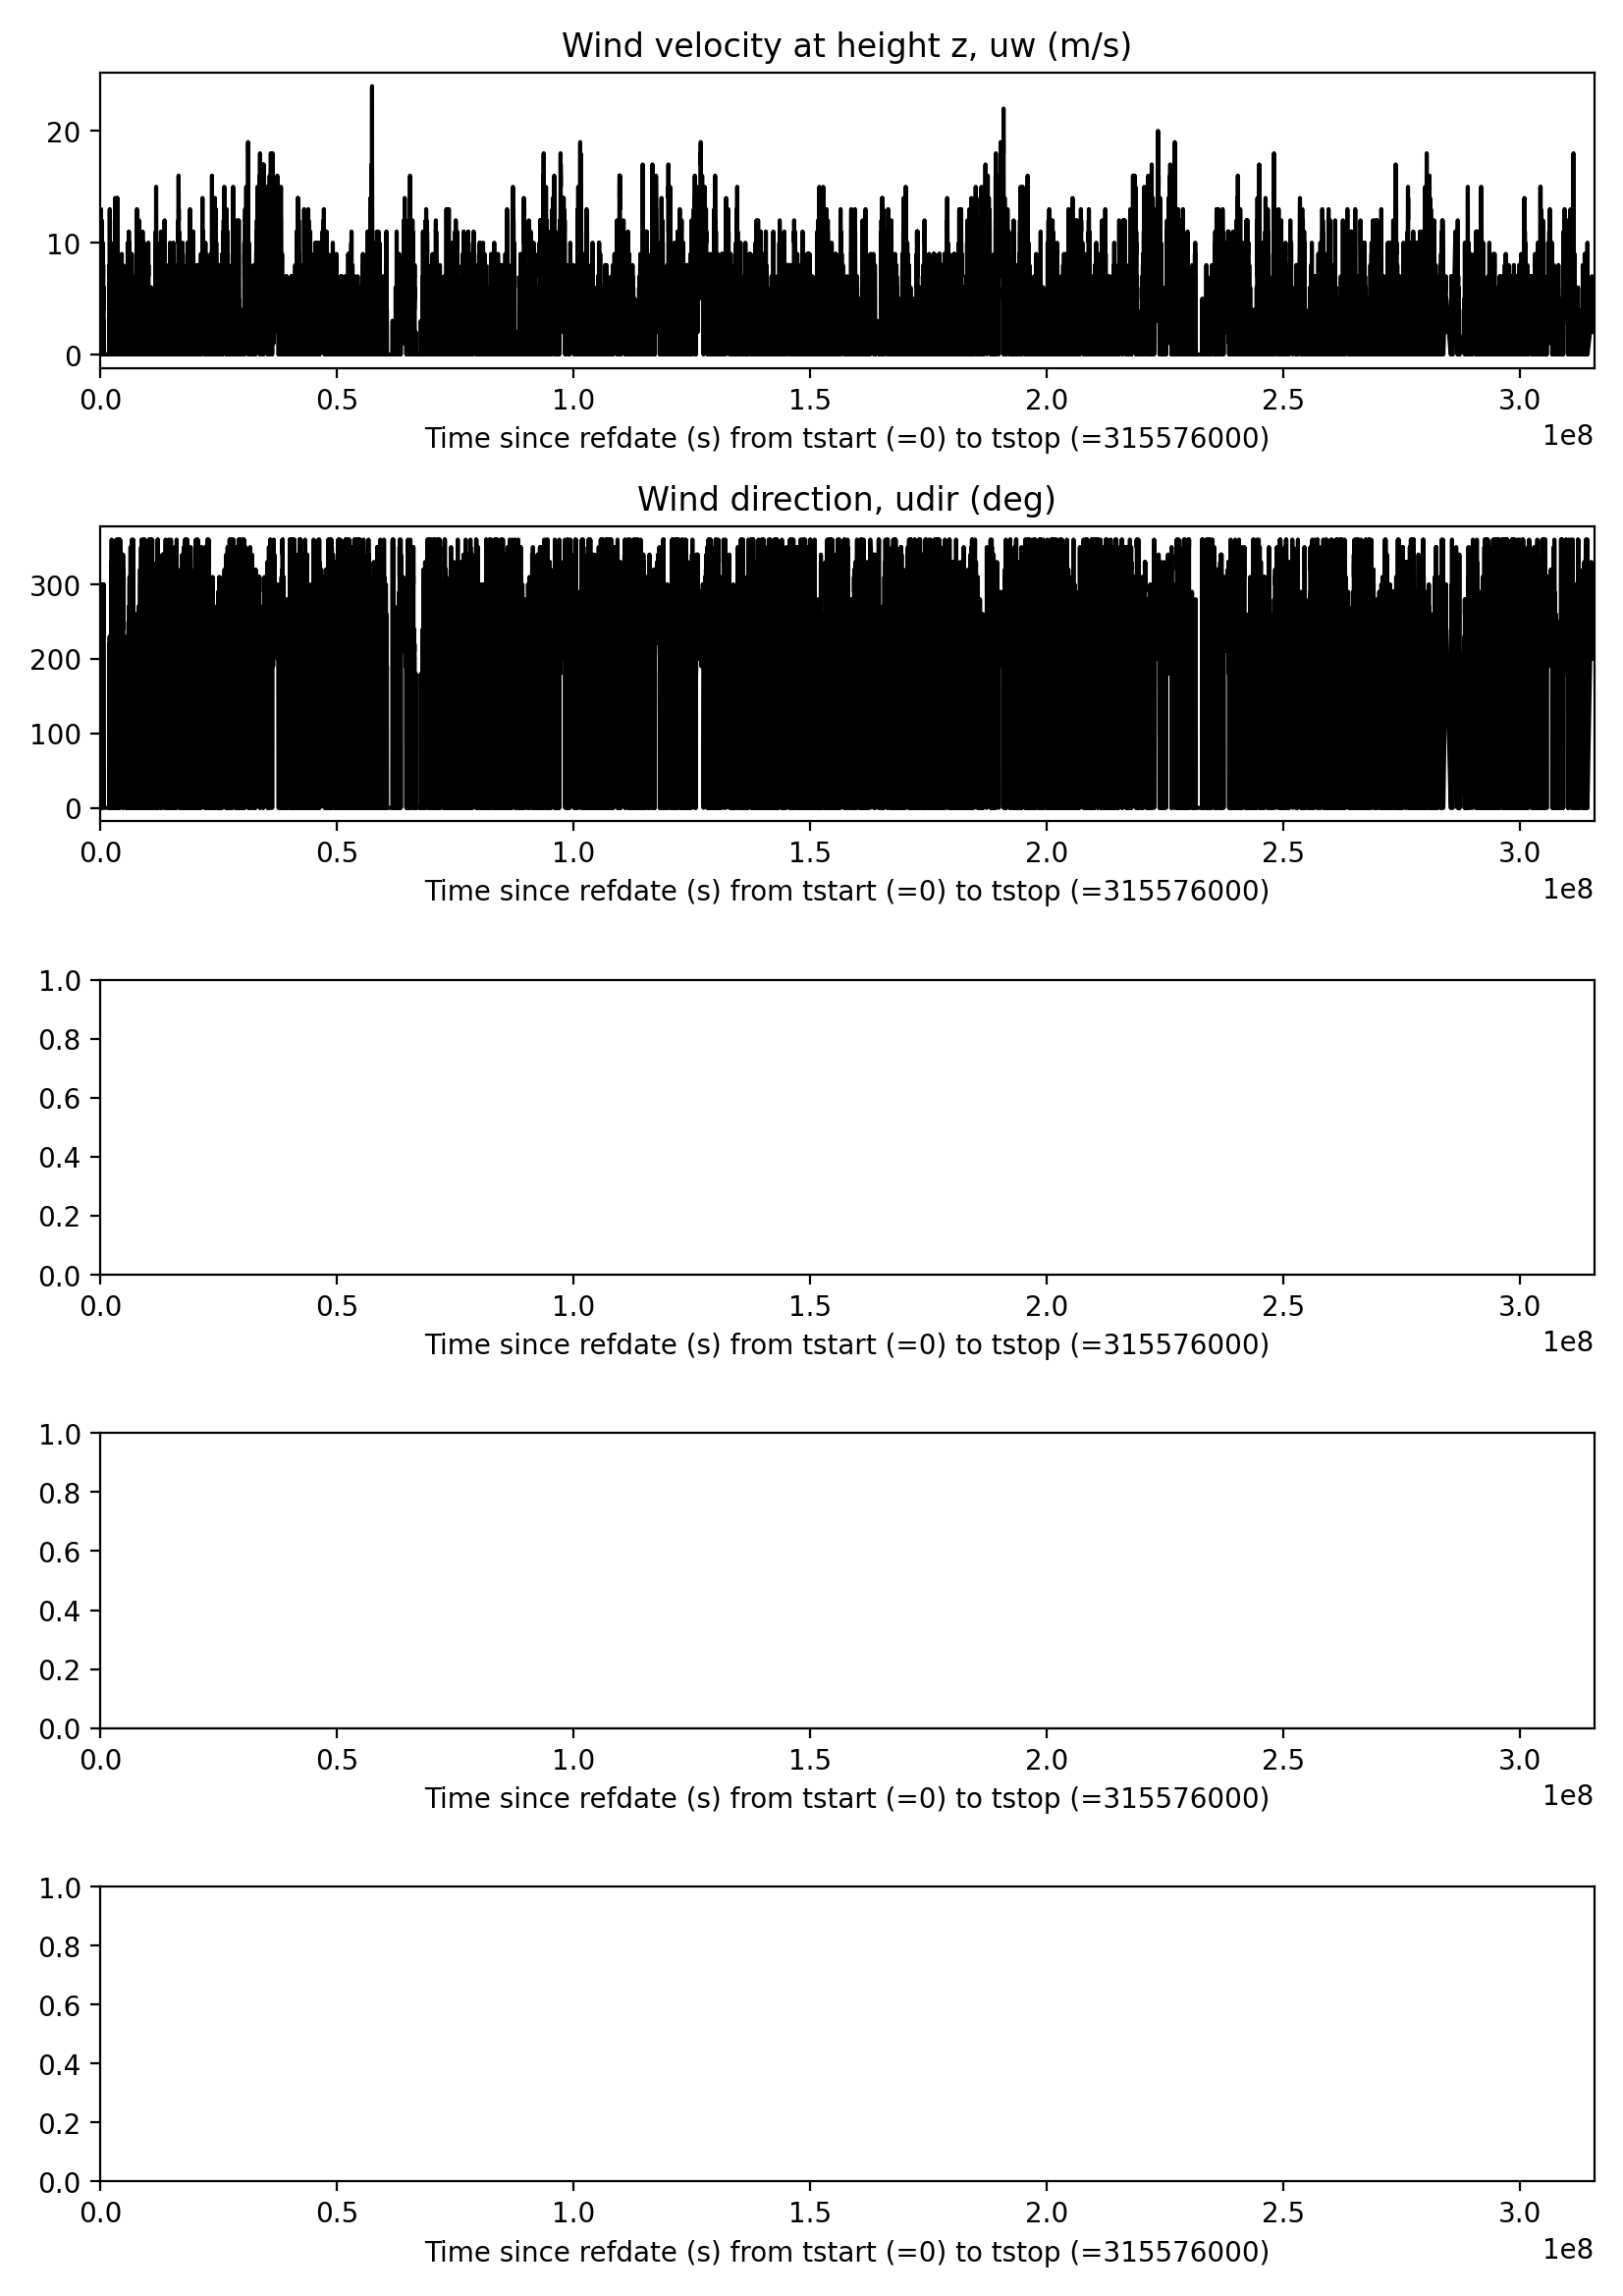 Wind velocity at height z, uw (m/s)
20
10
0
0.0 0.5 1.0 1.5 2.0 2.5 3.0
Time since refdate (s) from tstart (=0) to tstop (=315576000)
1e8
Wind direction, udir (deg)
300
200
100
0
0.0 0.5 1.0 1.5 2.0 2.5 3.0
Time since refdate (s) from tstart (=0) to tstop (=315576000)
1e8
1.0
0.8
0.6
0.4
0.2
0.0
0.0 0.5 1.0 1.5 2.0 2.5 3.0
Time since refdate (s) from tstart (=0) to tstop (=315576000)
1e8
1.0
0.8
0.6
0.4
0.2
0.0
0.0 0.5 1.0 1.5 2.0 2.5 3.0
Time since refdate (s) from tstart (=0) to tstop (=315576000)
1e8
1.0
0.8
0.6
0.4
0.2
0.0
0.0 0.5 1.0 1.5 2.0 2.5 3.0
Time since refdate (s) from tstart (=0) to tstop (=315576000)
1e8